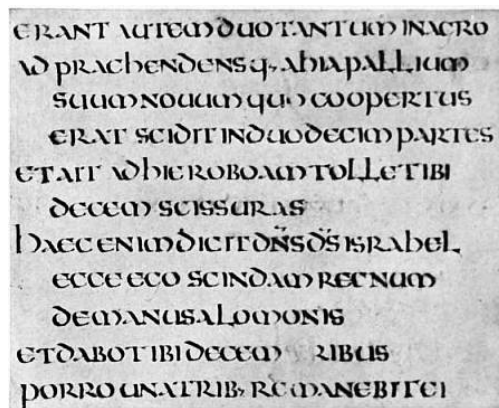 ERANT AUTEM DUO TANTUM IN AGRO
ADPRAEHENDENSQ· AHIA PALLIUM
SUUM NOUUM QUO COOPERTUS
ERAT SCIDIT IN DUODECIM PARTES
ET AIT AD HIEROBOAM TOLLE TIBI
DECEM SCISSURAS
HAEC ENIM DICIT DN̄S D̄S ISRAHEL
ECCE EGO SCINDAM REGNUM
DE MANU SALOMONIS
ET DABO TIBI DECEM RIBUS
PORRO UNA TRIB· REMANEBIT EI